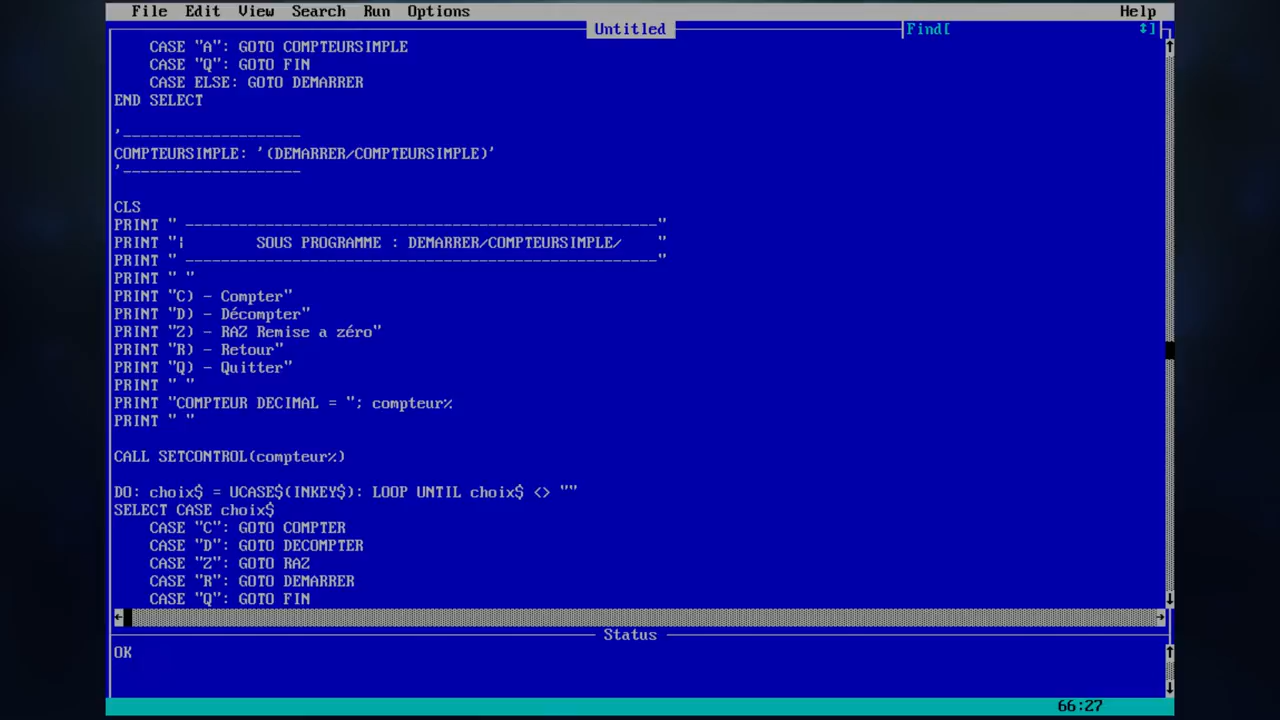 File Edit View Search Run Options Help
Untitled
Find[ ↕]
CASE "A": GOTO COMPTEURSIMPLE
CASE "Q": GOTO FIN
CASE ELSE: GOTO DEMARRER
END SELECT
'____________________
COMPTEURSIMPLE: '(DEMARRER/COMPTEURSIMPLE)'
'____________________
CLS
PRINT " -----------------------------------------------------"
PRINT "¦        SOUS PROGRAMME : DEMARRER/COMPTEURSIMPLE/    "
PRINT " -----------------------------------------------------"
PRINT " "
PRINT "C) - Compter"
PRINT "D) - Décompter"
PRINT "Z) - RAZ Remise a zéro"
PRINT "R) - Retour"
PRINT "Q) - Quitter"
PRINT " "
PRINT "COMPTEUR DECIMAL = "; compteur%
PRINT " "
CALL SETCONTROL(compteur%)
DO: choix$ = UCASE$(INKEY$): LOOP UNTIL choix$ <> ""
SELECT CASE choix$
CASE "C": GOTO COMPTER
CASE "D": GOTO DECOMPTER
CASE "Z": GOTO RAZ
CASE "R": GOTO DEMARRER
CASE "Q": GOTO FIN
Status
OK
66:27